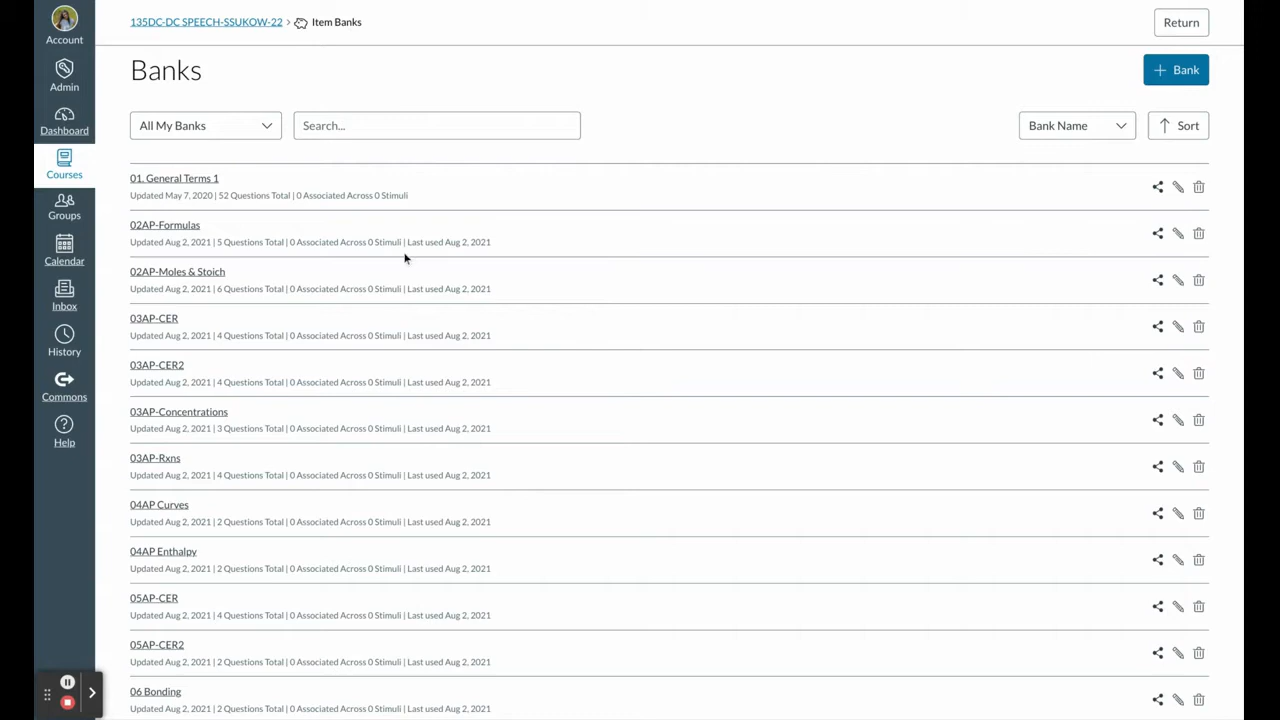 135DC-DC SPEECH-SSUKOW-22 > Item Banks
Return
Account
Admin
Dashboard
Courses
Groups
Calendar
Inbox
History
Commons
Help
Banks
+ Bank
All My Banks
Search...
Bank Name
Sort
01. General Terms 1
Updated May 7, 2020 | 52 Questions Total | 0 Associated Across 0 Stimuli
02AP-Formulas
Updated Aug 2, 2021 | 5 Questions Total | 0 Associated Across 0 Stimuli | Last used Aug 2, 2021
02AP-Moles & Stoich
Updated Aug 2, 2021 | 6 Questions Total | 0 Associated Across 0 Stimuli | Last used Aug 2, 2021
03AP-CER
Updated Aug 2, 2021 | 4 Questions Total | 0 Associated Across 0 Stimuli | Last used Aug 2, 2021
03AP-CER2
Updated Aug 2, 2021 | 4 Questions Total | 0 Associated Across 0 Stimuli | Last used Aug 2, 2021
03AP-Concentrations
Updated Aug 2, 2021 | 3 Questions Total | 0 Associated Across 0 Stimuli | Last used Aug 2, 2021
03AP-Rxns
Updated Aug 2, 2021 | 4 Questions Total | 0 Associated Across 0 Stimuli | Last used Aug 2, 2021
04AP Curves
Updated Aug 2, 2021 | 2 Questions Total | 0 Associated Across 0 Stimuli | Last used Aug 2, 2021
04AP Enthalpy
Updated Aug 2, 2021 | 2 Questions Total | 0 Associated Across 0 Stimuli | Last used Aug 2, 2021
05AP-CER
Updated Aug 2, 2021 | 4 Questions Total | 0 Associated Across 0 Stimuli | Last used Aug 2, 2021
05AP-CER2
Updated Aug 2, 2021 | 2 Questions Total | 0 Associated Across 0 Stimuli | Last used Aug 2, 2021
06 Bonding
Updated Aug 2, 2021 | 2 Questions Total | 0 Associated Across 0 Stimuli | Last used Aug 2, 2021